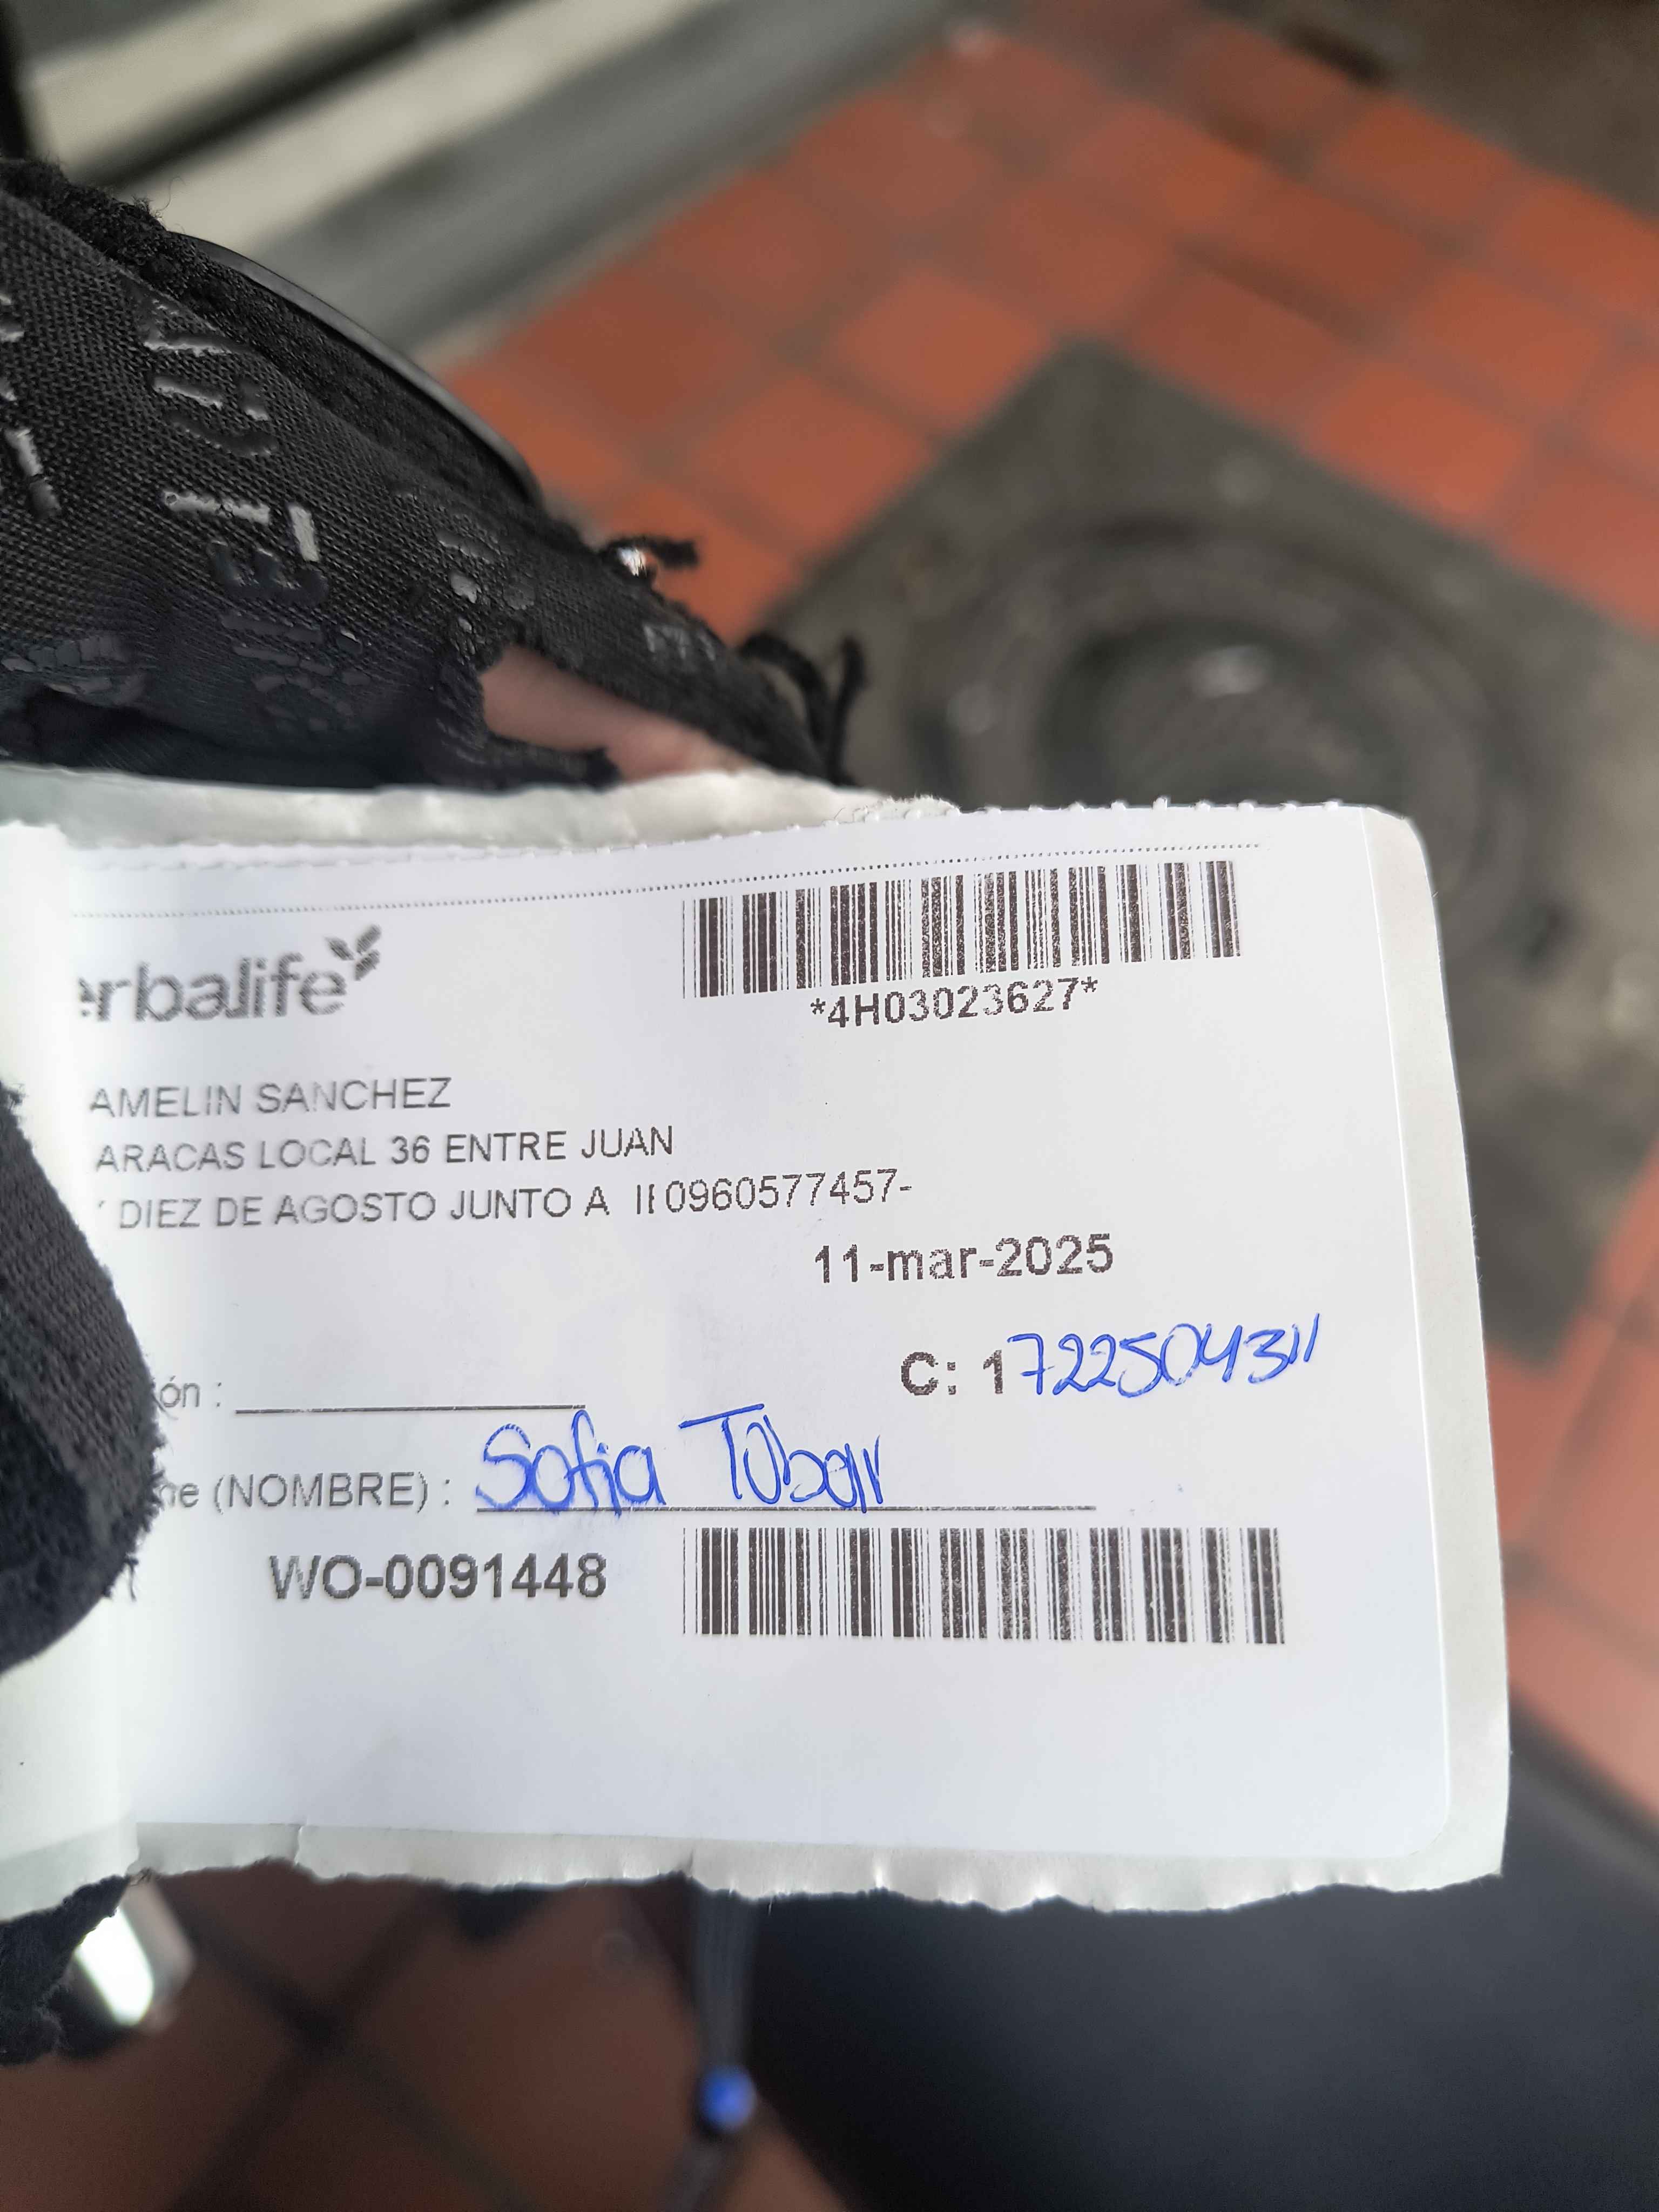 erbalife
*4H03023627*
AMELIN SANCHEZ
ARACAS LOCAL 36 ENTRE JUAN
DIEZ DE AGOSTO JUNTO A 0960577457-
11-mar-2025
C: 1722504311
ón :
ne (NOMBRE) : Sofia Tobar
WO-0091448